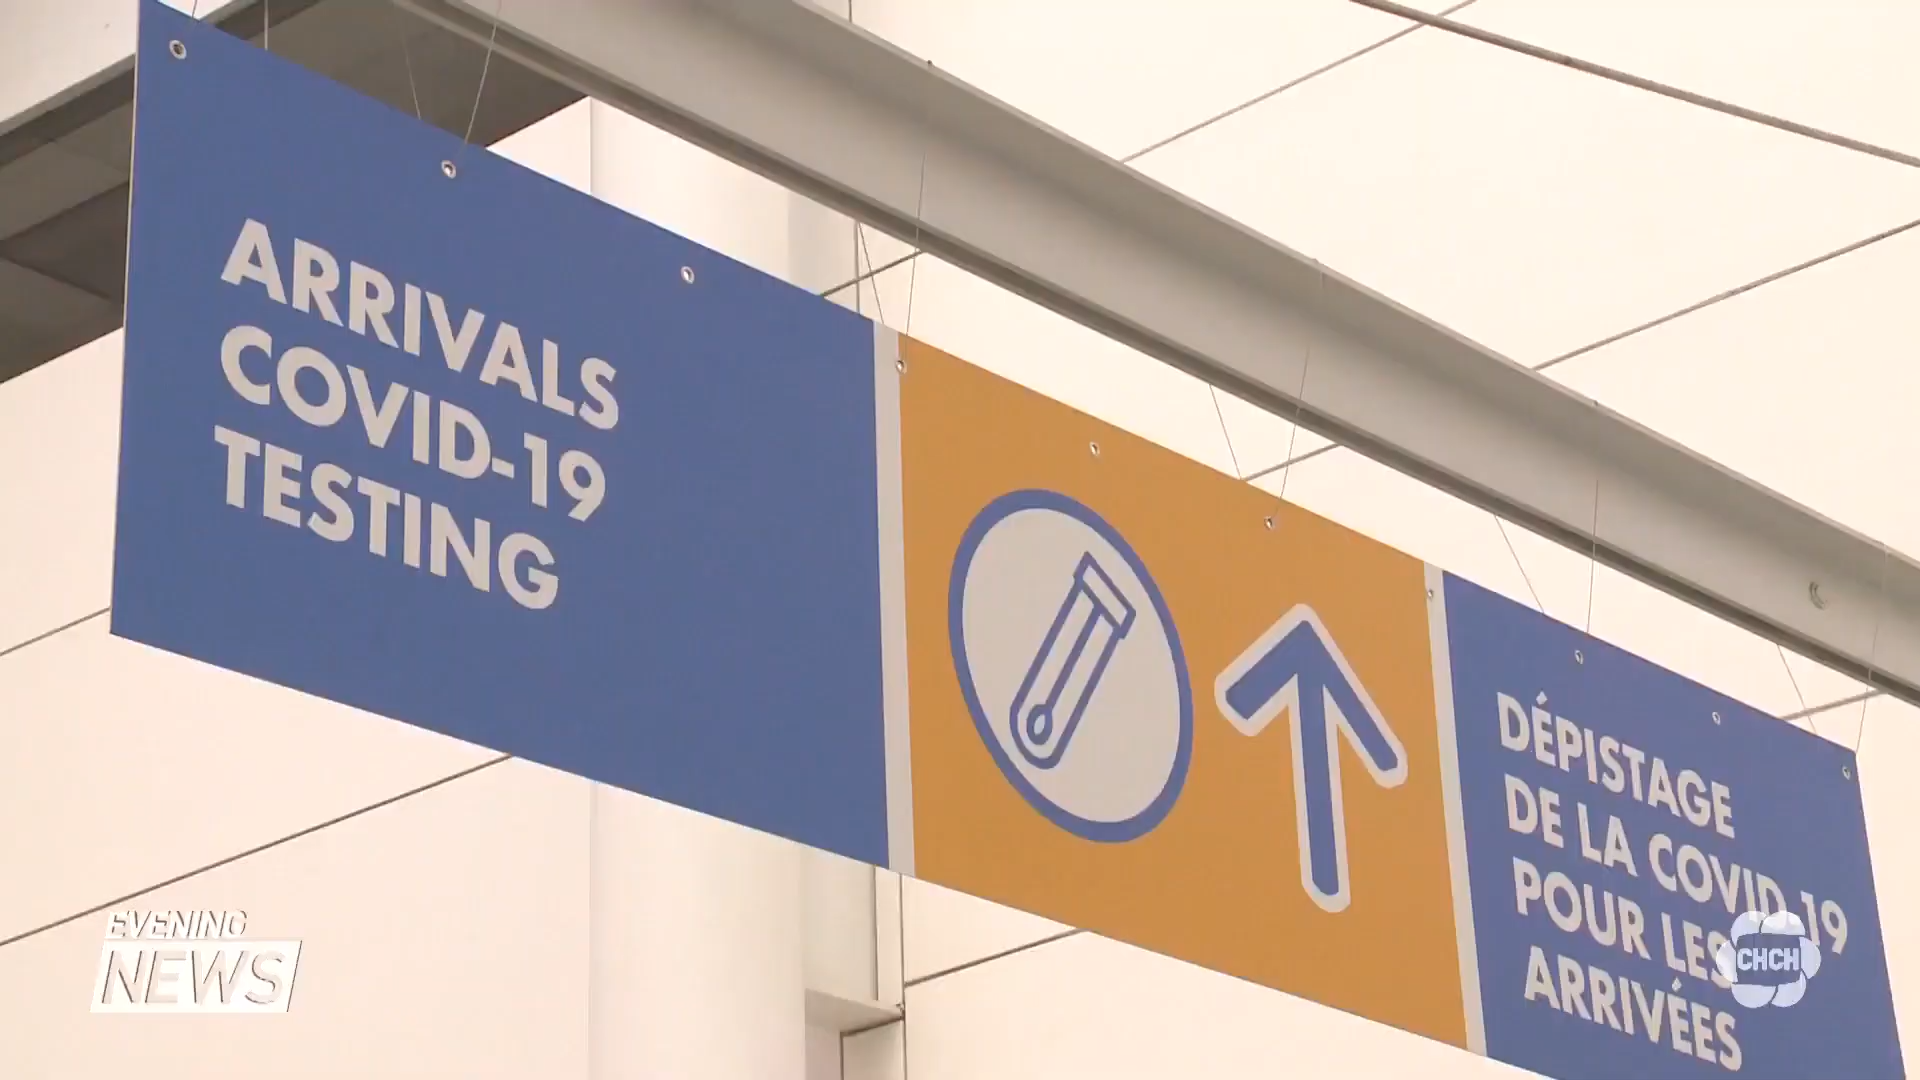 ARRIVALS
COVID-19
TESTING
DÉPISTAGE
DE LA COVID-19
POUR LES
ARRIVÉES
EVENING
NEWS
CHCH